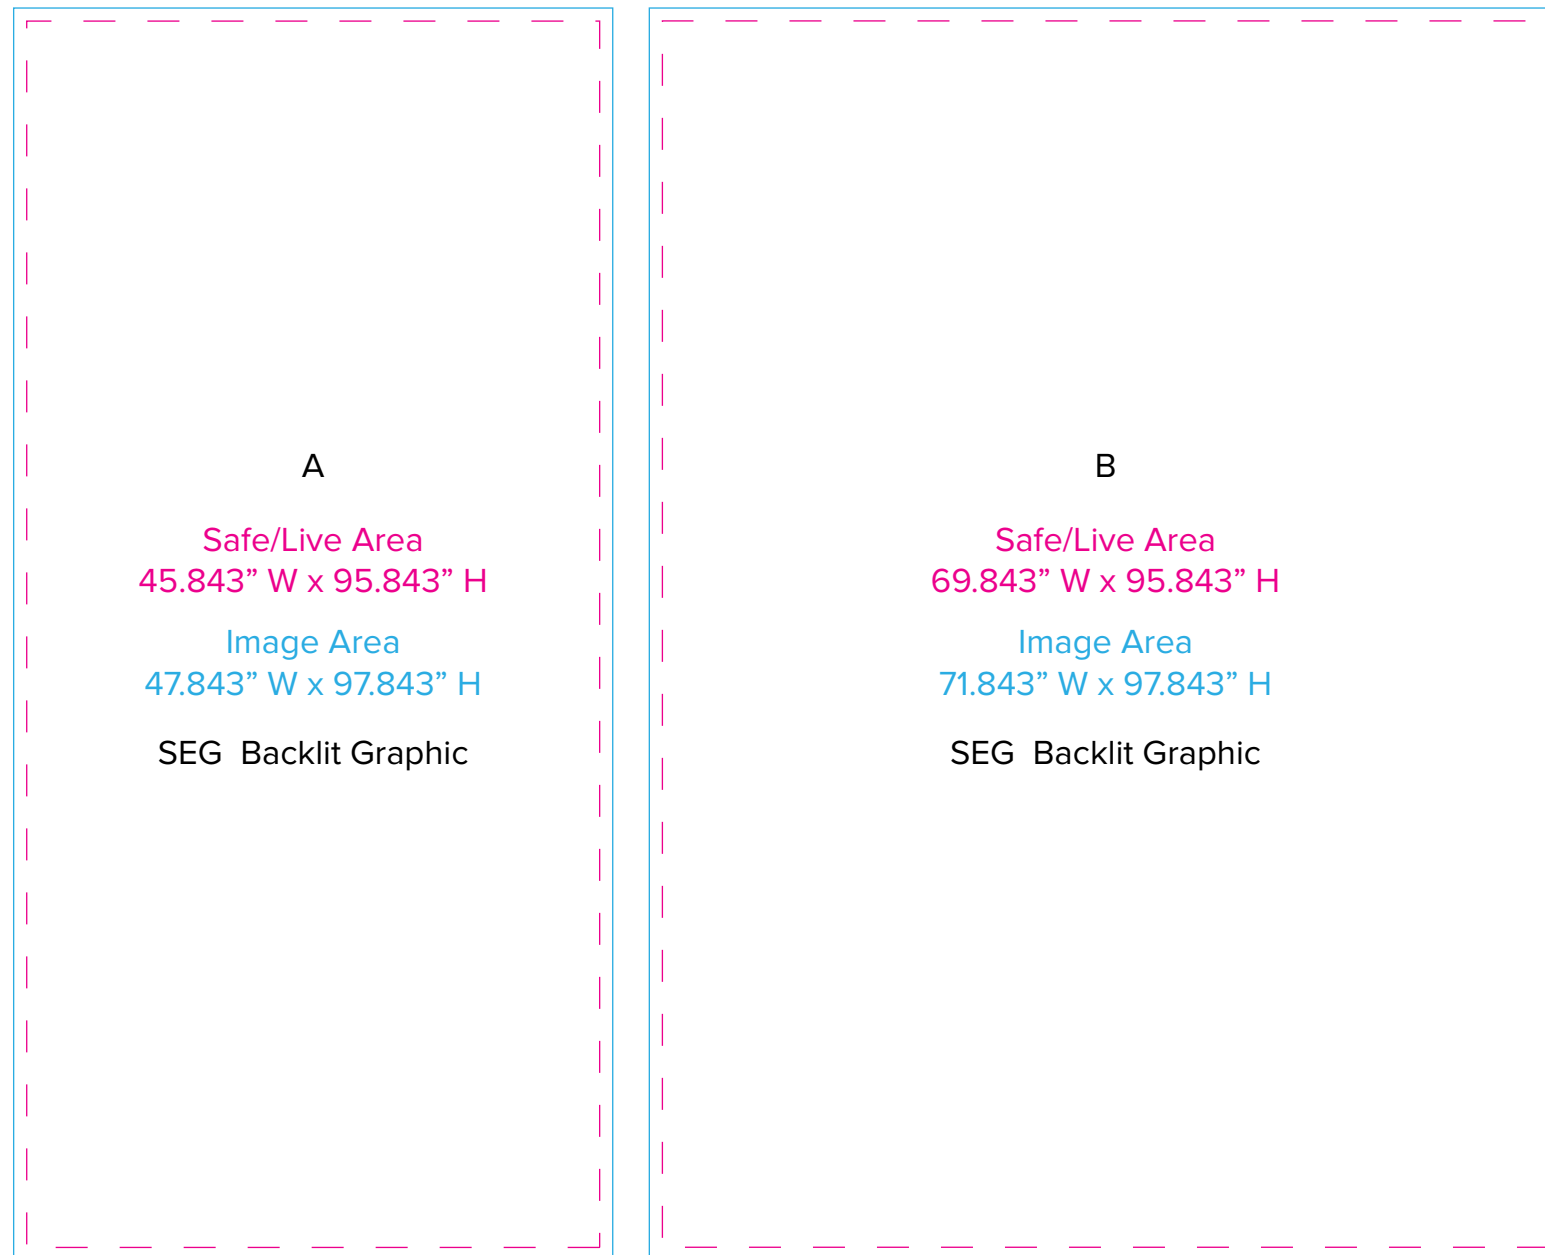 A
Safe/Live Area
45.843” W x 95.843” H
Image Area
47.843” W x 97.843” H
SEG  Backlit Graphic
B
Safe/Live Area
69.843” W x 95.843” H
Image Area
71.843” W x 97.843” H
SEG  Backlit Graphic